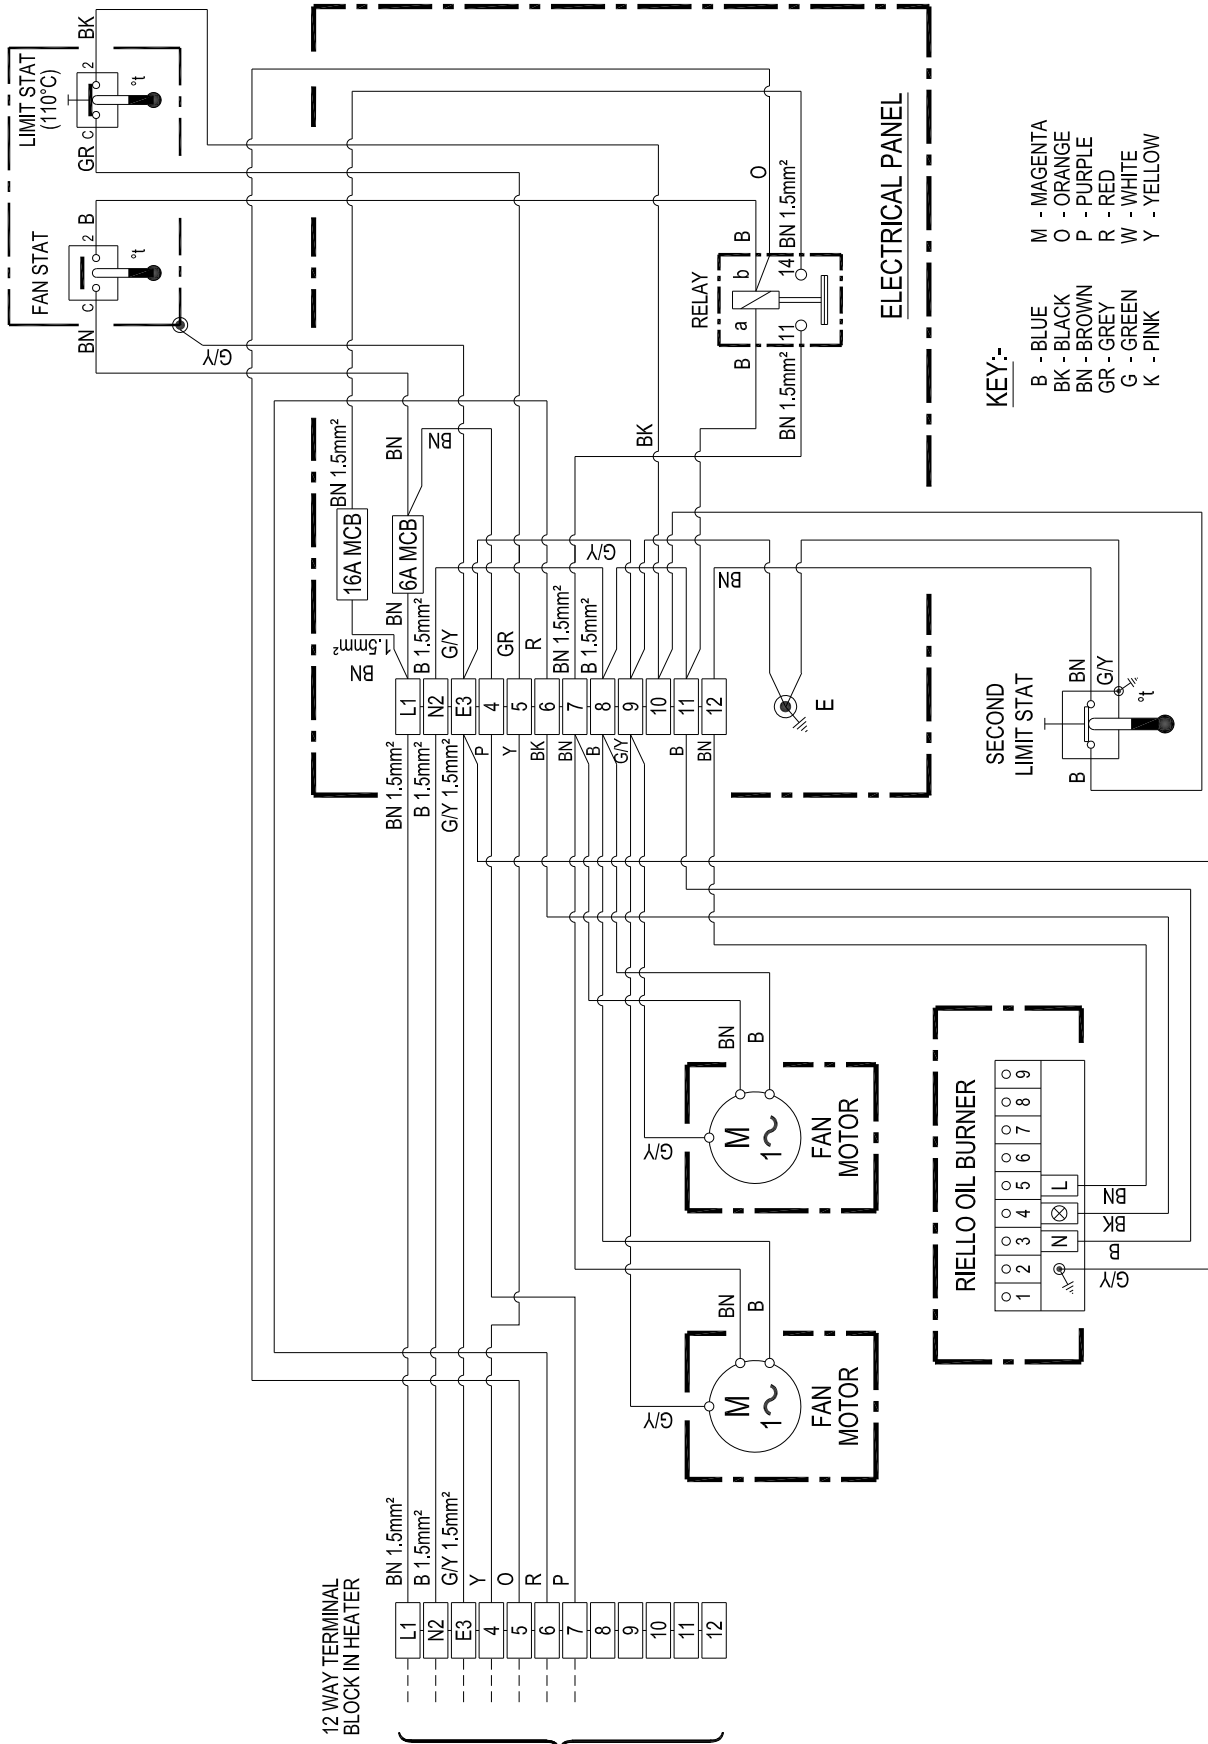 LIMIT STAT
(110°C)
GR
C
2
BK
°t
FAN STAT
BN
C
2
B
°t
G/Y
16A MCB
BN 1.5mm²
6A MCB
BN
BN
BN
BN
1.5mm²
BN 1.5mm²
L1
B 1.5mm²
N2
G/Y
E3
4
GR
5
R
6
BN 1.5mm²
7
B 1.5mm²
8
G/Y
9
10
11
12
BN
BK
BN 1.5mm²
B 1.5mm²
G/Y 1.5mm²
P
Y
BK
BN
B
G/Y
B
BN
E
RELAY
B
a
b
B
O
BN 1.5mm²
11
14
BN 1.5mm²
ELECTRICAL PANEL
KEY:-
B - BLUE
BK - BLACK
BN - BROWN
GR - GREY
G - GREEN
K - PINK
M - MAGENTA
O - ORANGE
P - PURPLE
R - RED
W - WHITE
Y - YELLOW
SECOND
LIMIT STAT
B
BN
G/Y
°t
RIELLO OIL BURNER
1 2 3 4 5 6 7 8 9
N
L
G/Y
B
BK
BN
G/Y
BN
B
M
1
FAN
MOTOR
G/Y
BN
B
M
1
FAN
MOTOR
12 WAY TERMINAL
BLOCK IN HEATER
L1
BN 1.5mm²
N2
B 1.5mm²
E3
G/Y 1.5mm²
4
Y
5
O
6
R
7
P
8
9
10
11
12